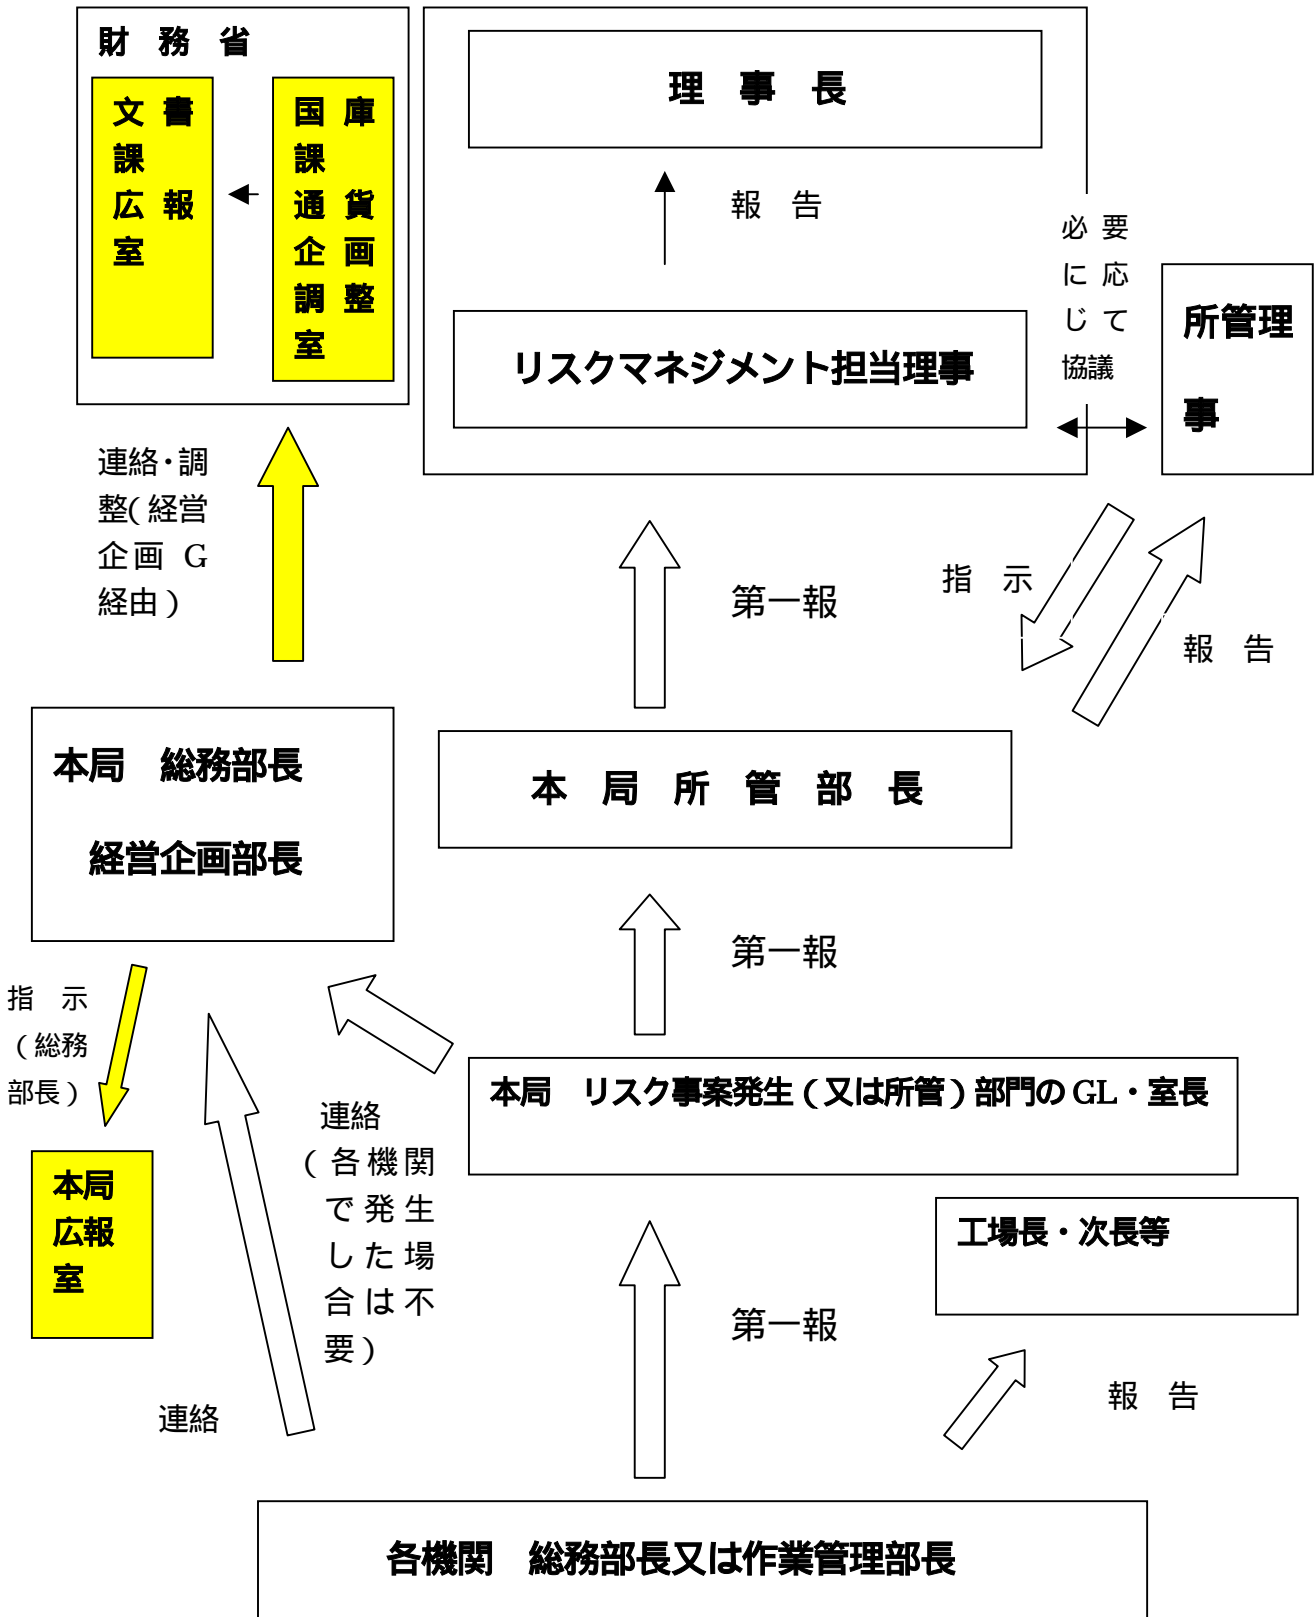 財　務　省
文書
課
広報
室
国庫
課
通貨
企画
調整
室
理　事　長
報　告
必要
に応
じて
協議
所管理
事
リスクマネジメント担当理事
連絡・調
整（経営
企画 G
経由）
第一報
指　示
報　告
本局　総務部長
経営企画部長
本　局　所　管　部　長
第一報
指　示
（総務
部長）
本局　リスク事案発生（又は所管）部門の GL・室長
連絡
（各機関
で発生
した場
合は不
要）
本局
広報
室
工場長・次長等
第一報
報　告
連絡
各機関　総務部長又は作業管理部長